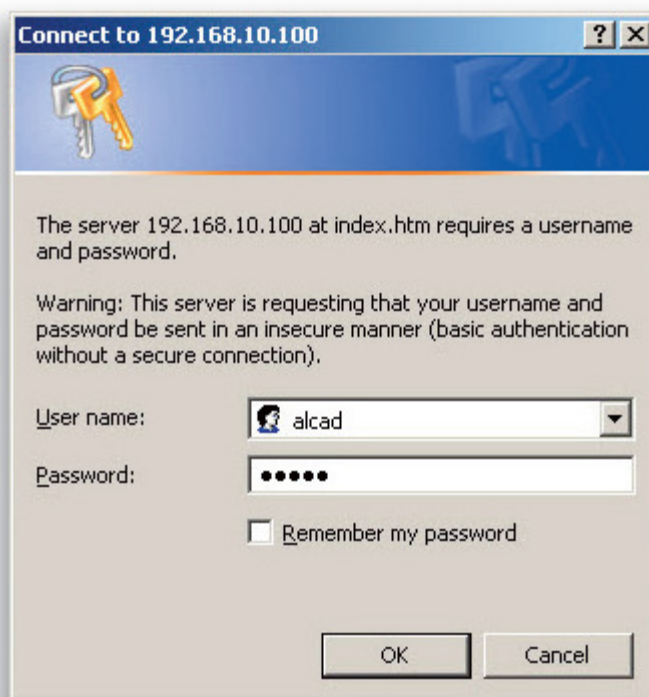 Connect to 192.168.10.100
The server 192.168.10.100 at index.htm requires a username
and password.
Warning: This server is requesting that your username and
password be sent in an insecure manner (basic authentication
without a secure connection).
User name:
alcad
Password:
•••••
Remember my password
OK
Cancel